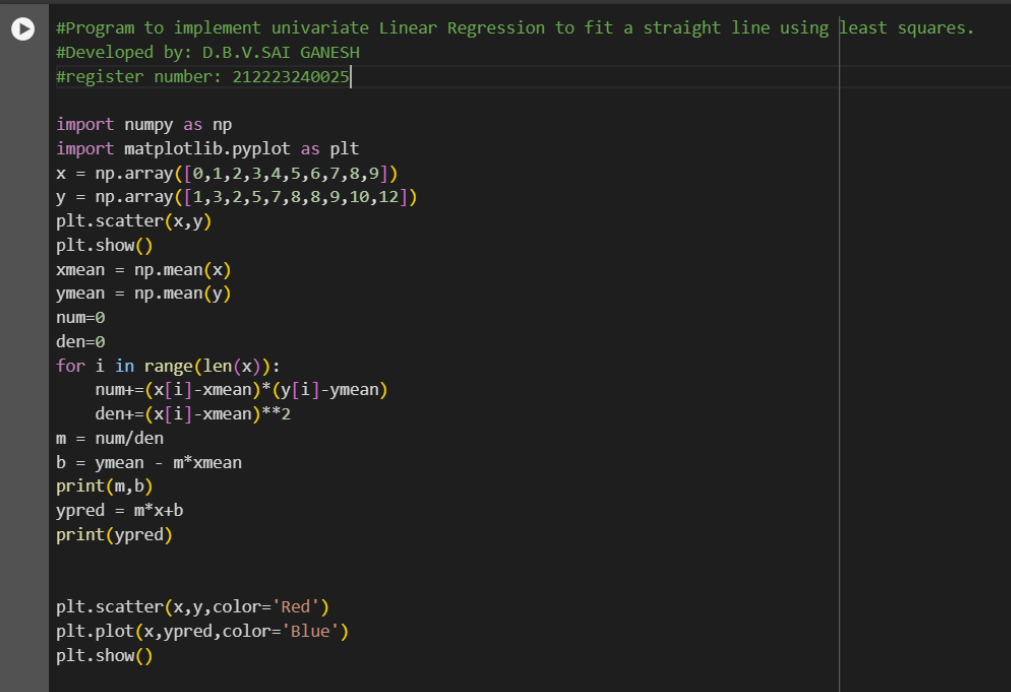 #Program to implement univariate Linear Regression to fit a straight line using least squares.
#Developed by: D.B.V.SAI GANESH
#register number: 212223240025
import numpy as np
import matplotlib.pyplot as plt
x = np.array([0,1,2,3,4,5,6,7,8,9])
y = np.array([1,3,2,5,7,8,8,9,10,12])
plt.scatter(x,y)
plt.show()
xmean = np.mean(x)
ymean = np.mean(y)
num=0
den=0
for i in range(len(x)):
    num+=(x[i]-xmean)*(y[i]-ymean)
    den+=(x[i]-xmean)**2
m = num/den
b = ymean - m*xmean
print(m,b)
ypred = m*x+b
print(ypred)
plt.scatter(x,y,color='Red')
plt.plot(x,ypred,color='Blue')
plt.show()